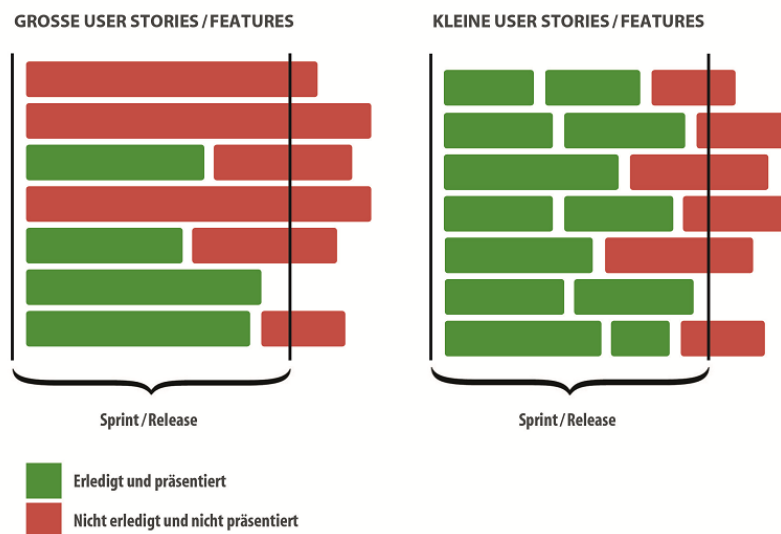 GROSSE USER STORIES / FEATURES
KLEINE USER STORIES / FEATURES
Sprint / Release
Sprint / Release
Erledigt und präsentiert
Nicht erledigt und nicht präsentiert